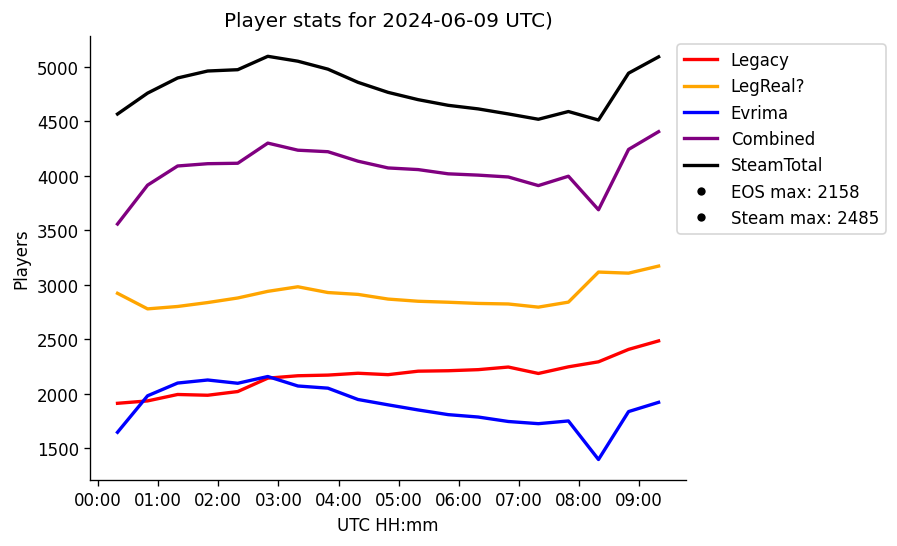 Player stats for 2024-06-09 UTC)
5000
4500
4000
3500
3000
2500
2000
1500
Players
00:00 01:00 02:00 03:00 04:00 05:00 06:00 07:00 08:00 09:00
UTC HH:mm
Legacy
LegReal?
Evrima
Combined
SteamTotal
EOS max: 2158
Steam max: 2485